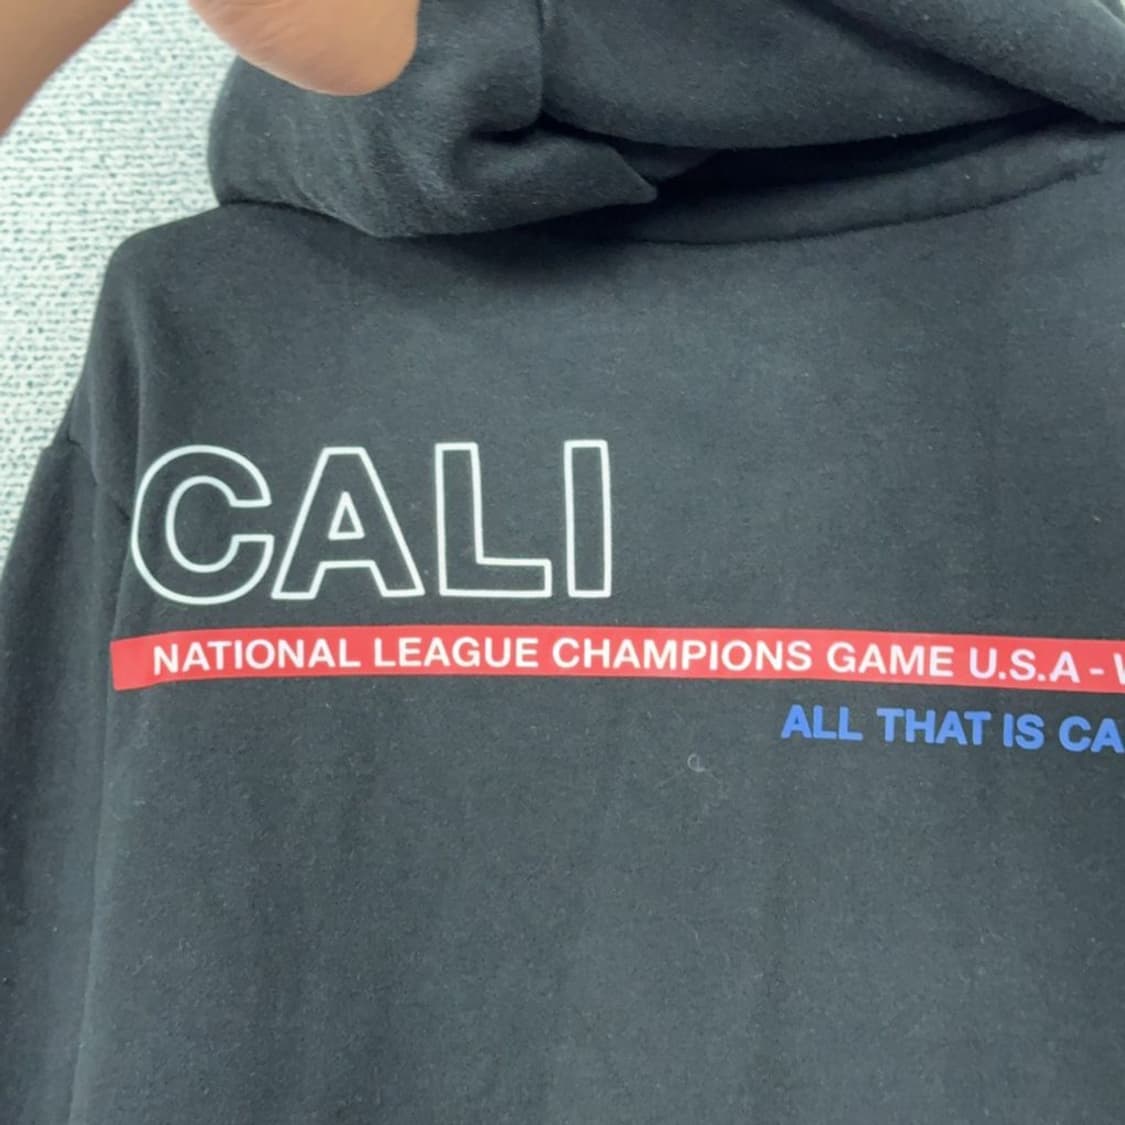 CALI
NATIONAL LEAGUE CHAMPIONS GAME U.S.A -
ALL THAT IS